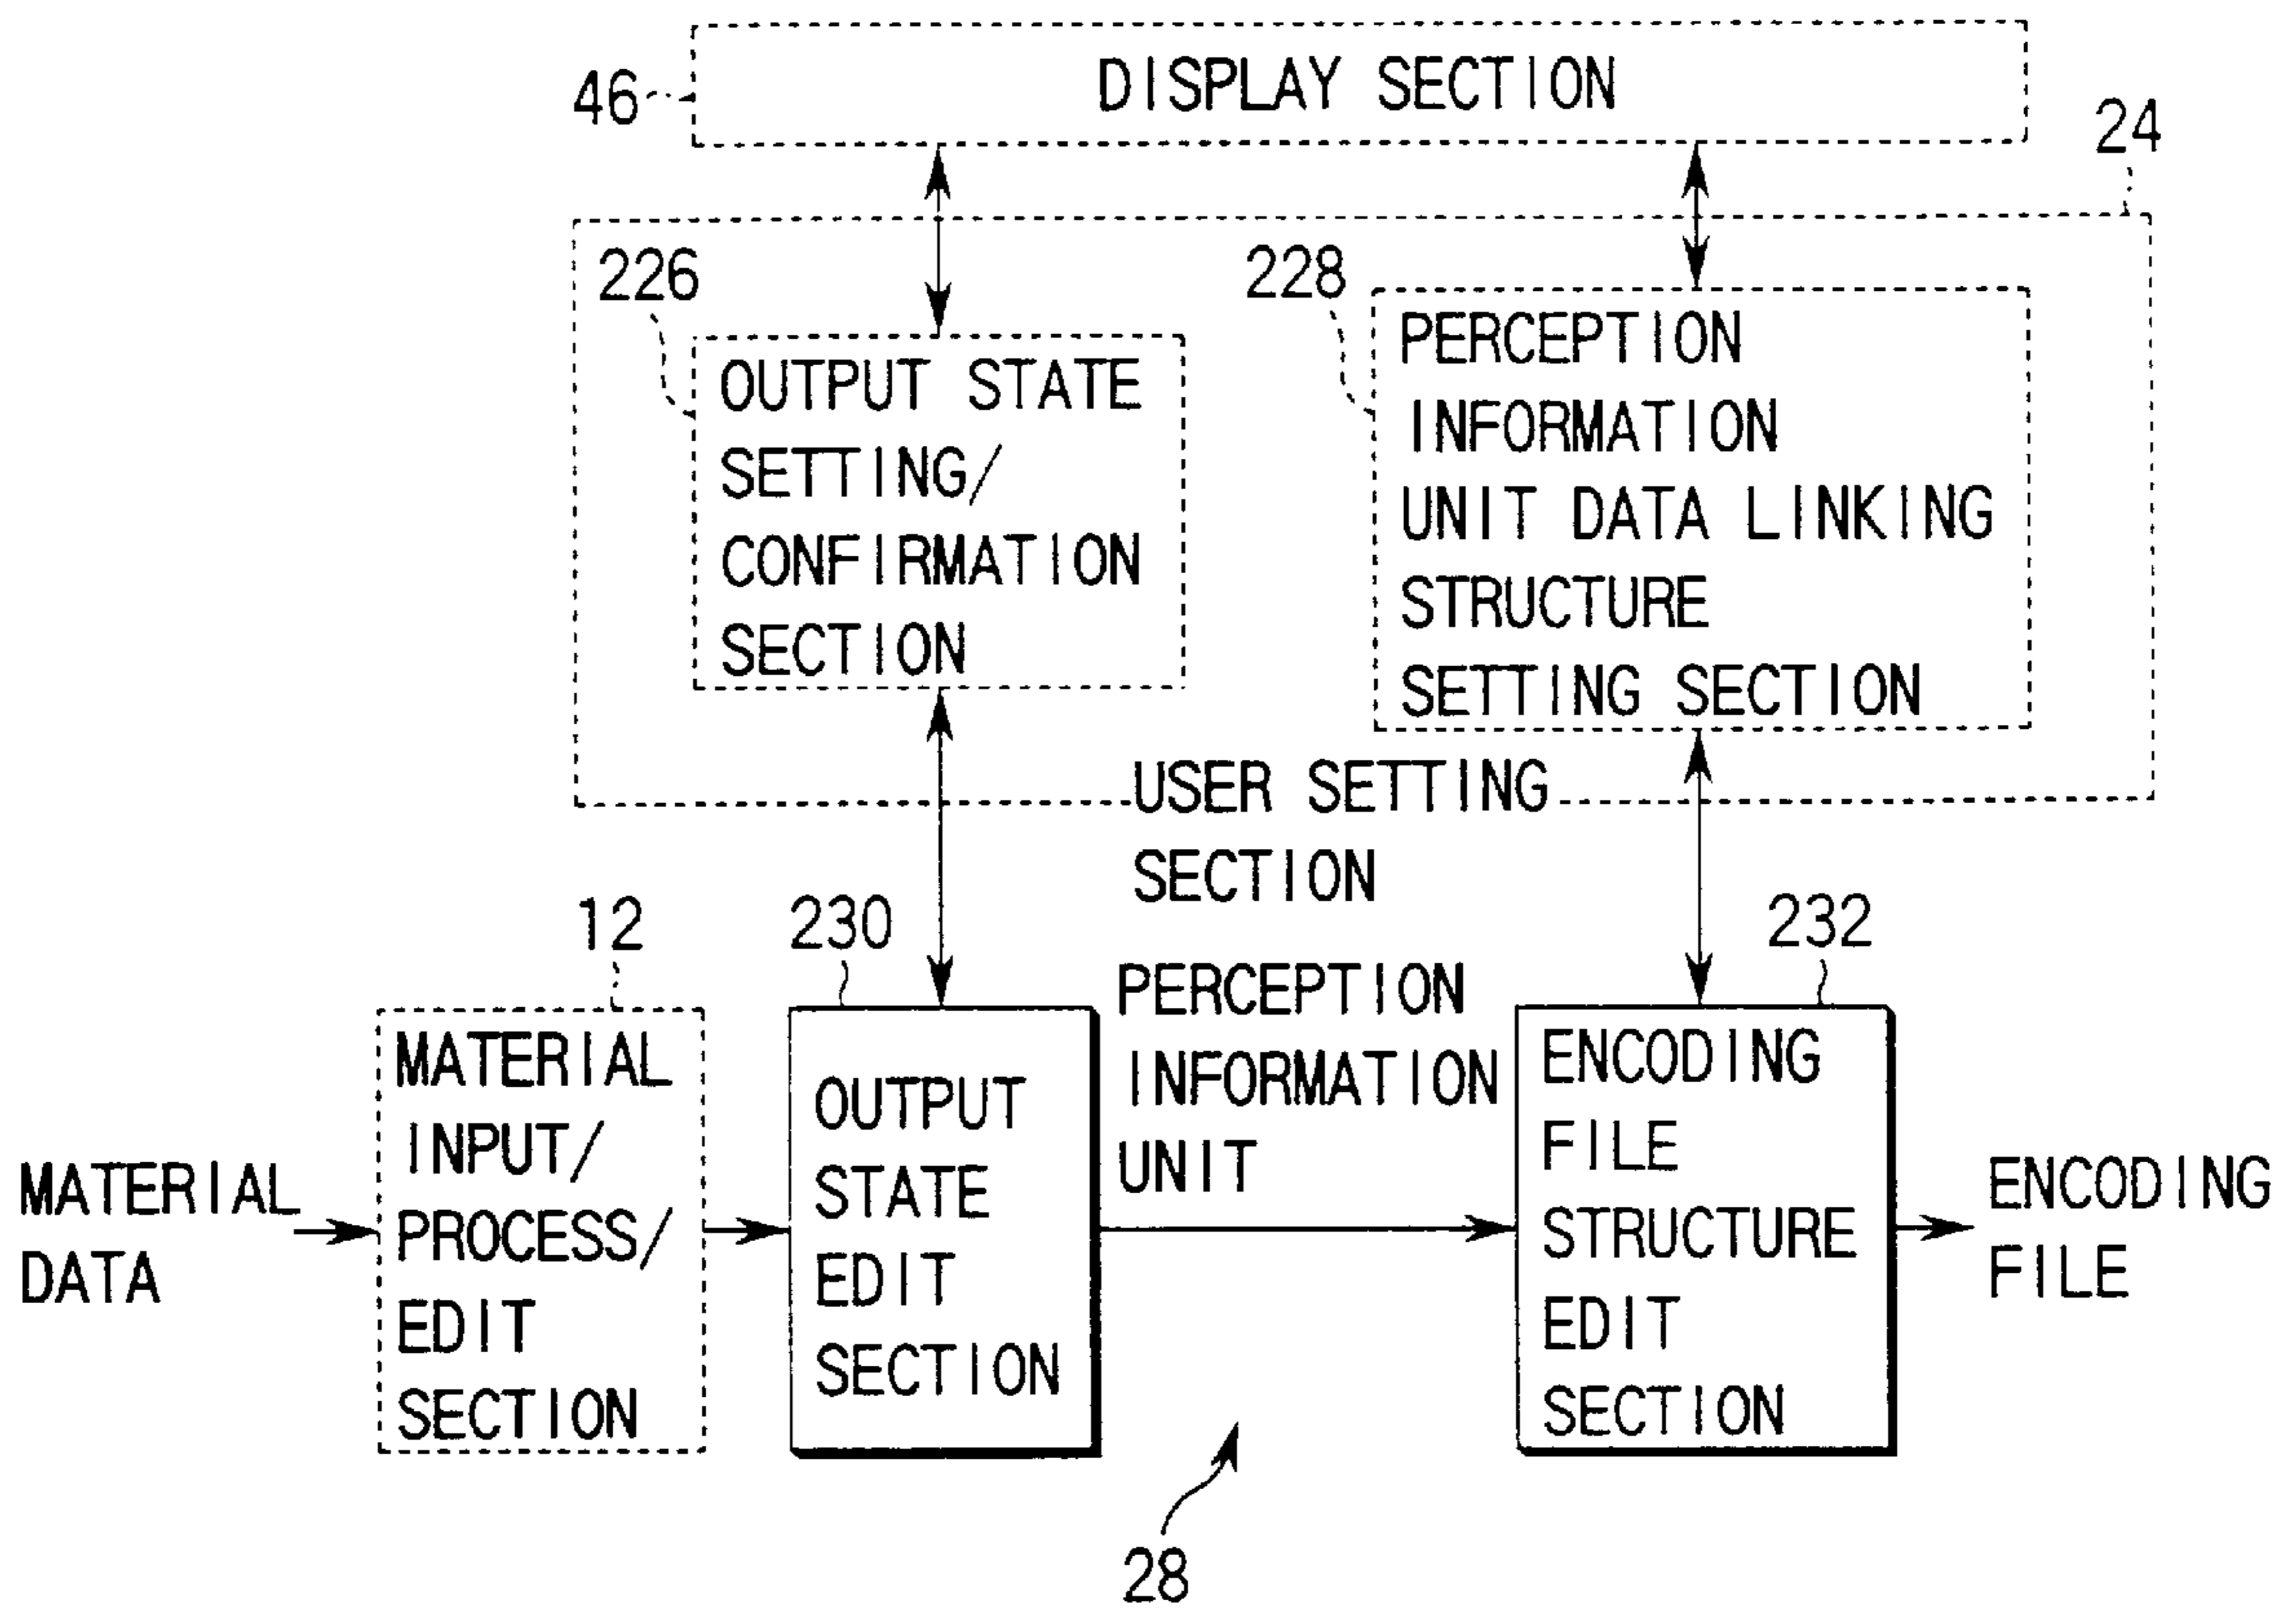 DISPLAY SECTION
46
24
226
228
OUTPUT STATE
SETTING/
CONFIRMATION
SECTION
PERCEPTION
INFORMATION
UNIT DATA LINKING
STRUCTURE
SETTING SECTION
USER SETTING
SECTION
12
230
232
PERCEPTION
INFORMATION
UNIT
MATERIAL
DATA
MATERIAL
INPUT/
PROCESS/
EDIT
SECTION
OUTPUT
STATE
EDIT
SECTION
ENCODING
FILE
STRUCTURE
EDIT
SECTION
ENCODING
FILE
28